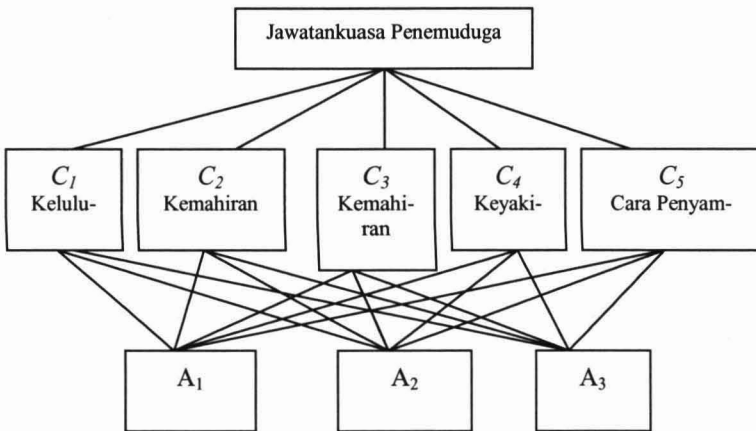 Jawatankuasa Penemuduga
C1
Kelulu-
C2
Kemahiran
C3
Kemahi-
ran
C4
Keyaki-
C5
Cara Penyam-
A1
A2
A3